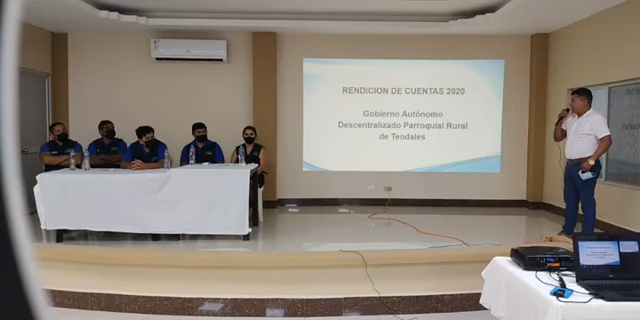 RENDICION DE CUENTAS 2020
Gobierno Autónomo
Descentralizado Parroquial Rural
de Tendales